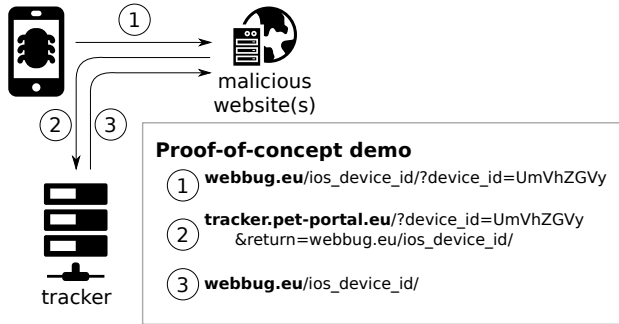 1
malicious
website(s)
2
3
Proof-of-concept demo
1 webbug.eu/ios_device_id/?device_id=UmVhZGVy
2 tracker.pet-portal.eu/?device_id=UmVhZGVy
&return=webbug.eu/ios_device_id/
3 webbug.eu/ios_device_id/
tracker